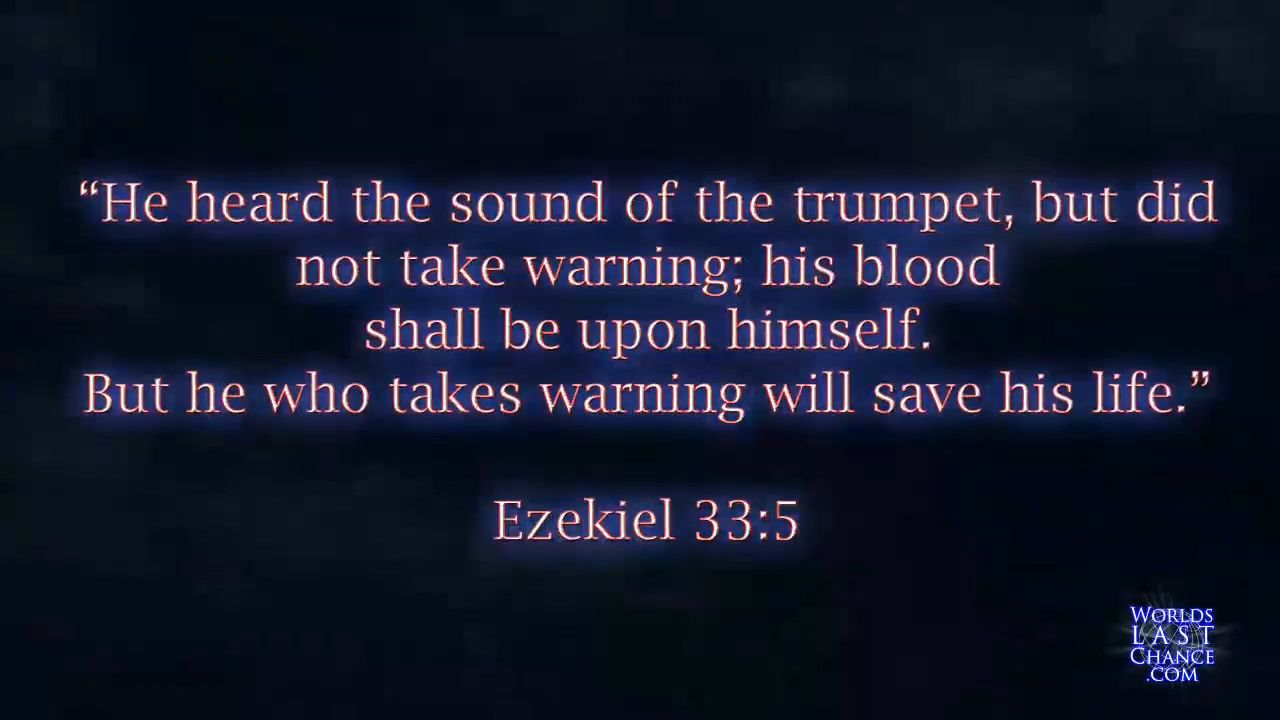 “He heard the sound of the trumpet, but did
not take warning; his blood
shall be upon himself.
But he who takes warning will save his life.”
Ezekiel 33:5
WORLDS
LAST
CHANCE
.COM